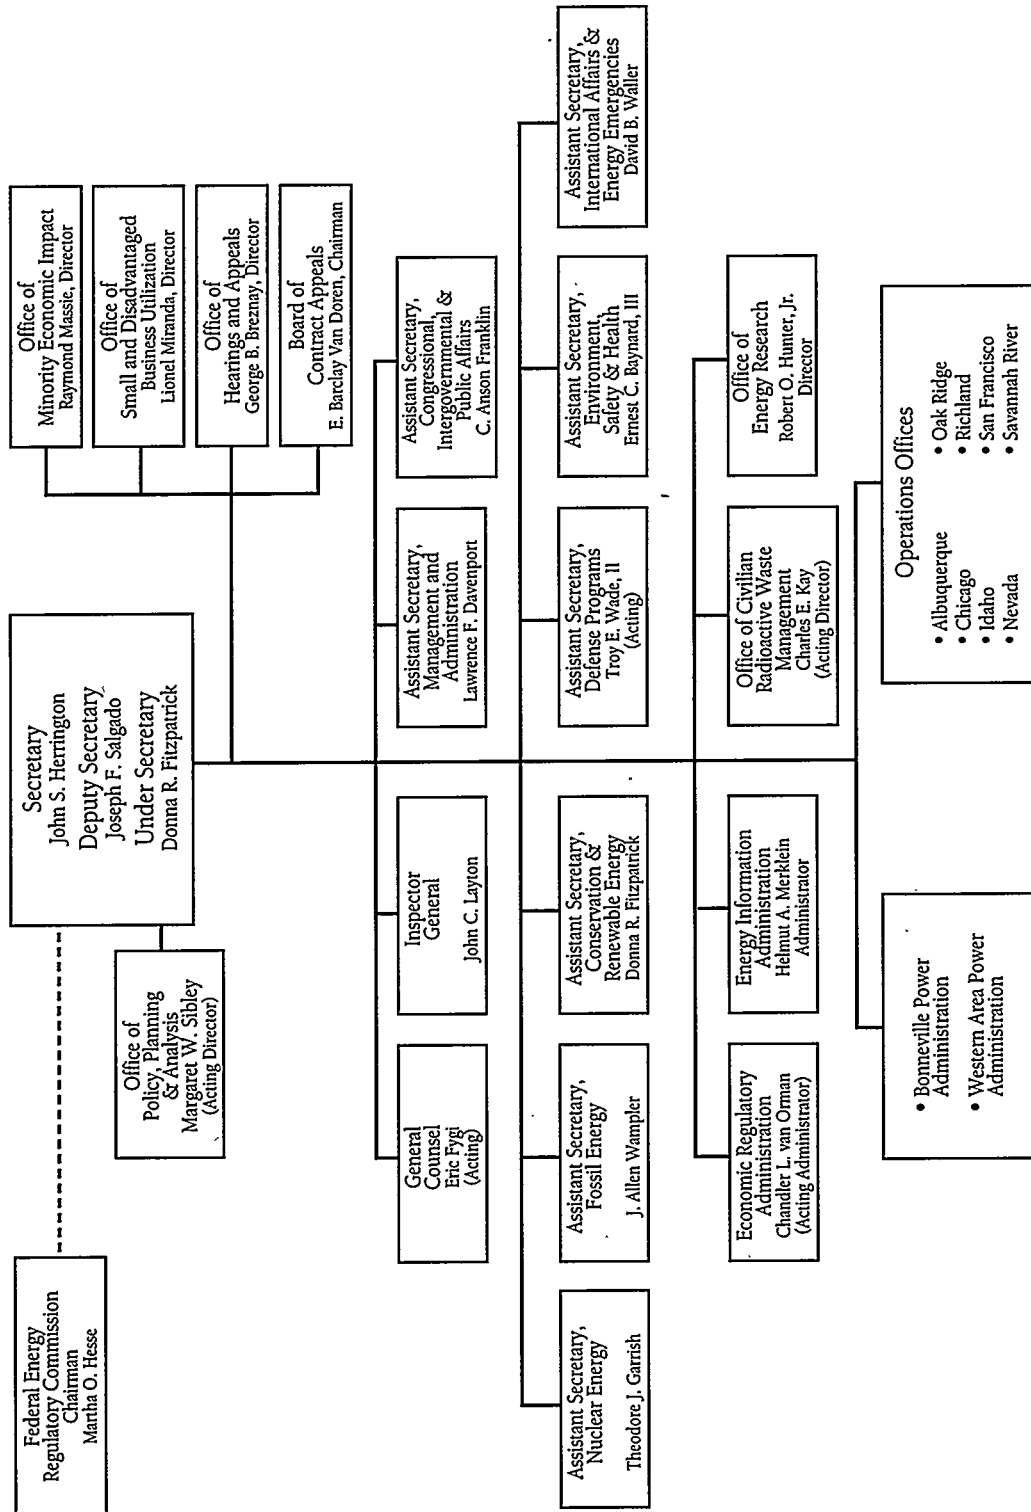 Federal Energy
Regulatory Commission
Chairman
Martha O. Hesse
Secretary
John S. Herrington
Deputy Secretary
Joseph F. Salgado
Under Secretary
Donna R. Fitzpatrick
Office of
Policy, Planning
& Analysis
Margaret W. Sibley
(Acting Director)
Office of
Minority Economic Impact
Raymond Massie, Director
Office of
Small and Disadvantaged
Business Utilization
Lionel Miranda, Director
Office of
Hearings and Appeals
George B. Breznay, Director
Board of
Contract Appeals
E. Barclay Van Doren, Chairman
General
Counsel
Eric Fygi
(Acting)
Inspector
General
John C. Layton
Assistant Secretary,
Management and
Administration
Lawrence F. Davenport
Assistant Secretary,
Congressional,
Intergovernmental &
Public Affairs
C. Anson Franklin
Assistant Secretary,
Nuclear Energy
Theodore J. Garrish
Assistant Secretary,
Fossil Energy
J. Allen Wampler
Assistant Secretary,
Conservation &
Renewable Energy
Donna R. Fitzpatrick
Assistant Secretary,
Defense Programs
Troy E. Wade, II
(Acting)
Assistant Secretary,
Environment,
Safety & Health
Ernest C. Baynard, III
Assistant Secretary,
International Affairs &
Energy Emergencies
David B. Waller
Economic Regulatory
Administration
Chandler L. van Orman
(Acting Administrator)
Energy Information
Administration
Helmut A. Merklein
Administrator
Office of Civilian
Radioactive Waste
Management
Charles E. Kay
(Acting Director)
Office of
Energy Research
Robert O. Hunter, Jr.
Director
• Bonneville Power
Administration
• Western Area Power
Administration
Operations Offices
• Albuquerque
• Chicago
• Idaho
• Nevada
• Oak Ridge
• Richland
• San Francisco
• Savannah River